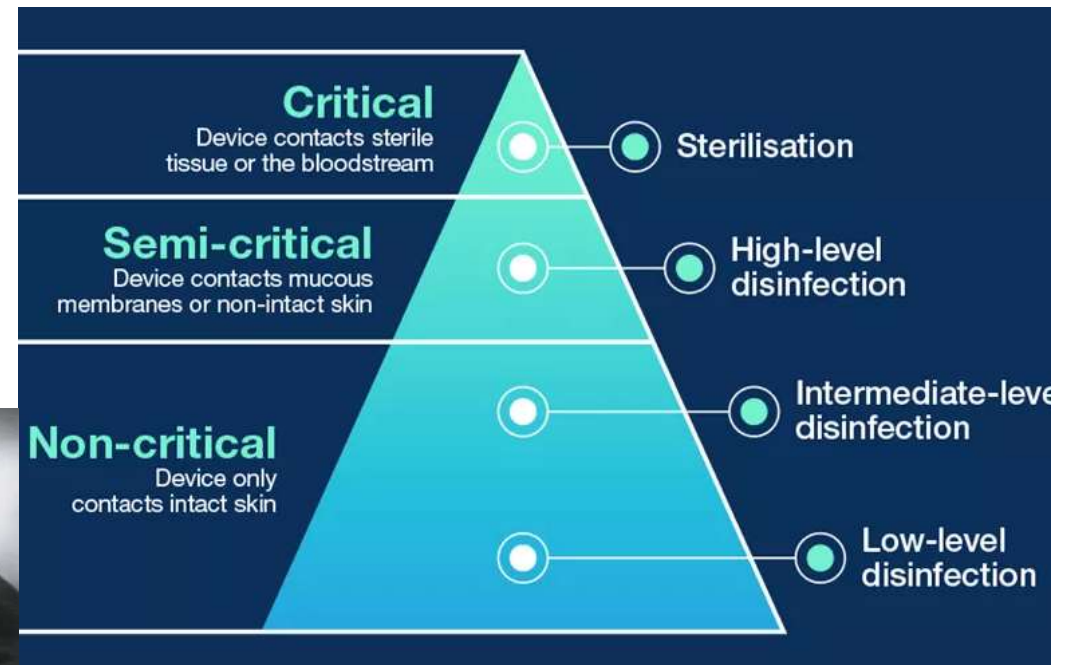 Critical
Device contacts sterile
tissue or the bloodstream
Sterilisation
Semi-critical
Device contacts mucous
membranes or non-intact skin
High-level
disinfection
Non-critical
Device only
contacts intact skin
Intermediate-leve
disinfection
Low-level
disinfection